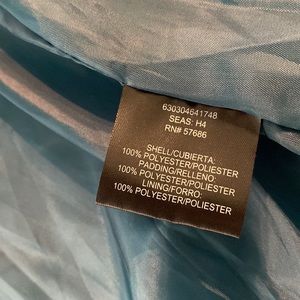 630304641748
SEAS: H4
RN# 57686
SHELL/CUBIERTA:
100% POLYESTER/POLIESTER
PADDING/RELLENO:
100% POLYESTER/POLIESTER
LINING/FORRO:
100% POLYESTER/POLIESTER